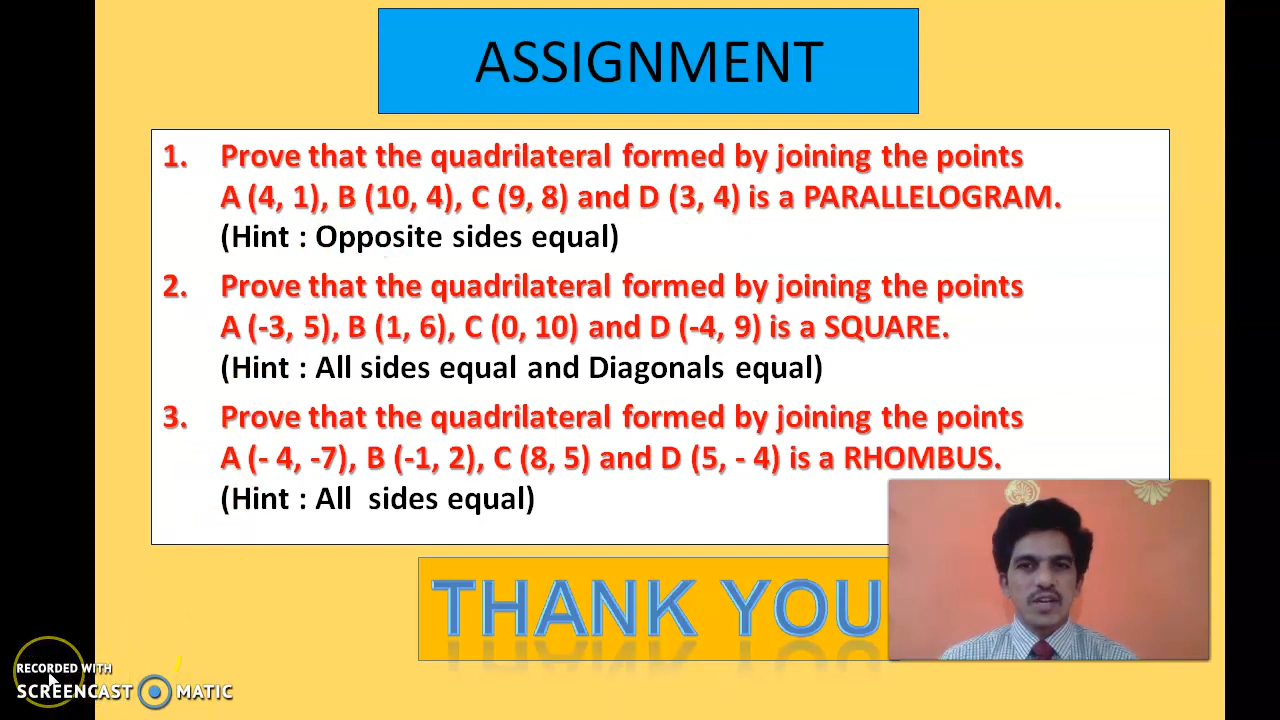 ASSIGNMENT
1. Prove that the quadrilateral formed by joining the points
A (4, 1), B (10, 4), C (9, 8) and D (3, 4) is a PARALLELOGRAM.
(Hint : Opposite sides equal)
2. Prove that the quadrilateral formed by joining the points
A (-3, 5), B (1, 6), C (0, 10) and D (-4, 9) is a SQUARE.
(Hint : All sides equal and Diagonals equal)
3. Prove that the quadrilateral formed by joining the points
A (- 4, -7), B (-1, 2), C (8, 5) and D (5, - 4) is a RHOMBUS.
(Hint : All  sides equal)
THANK YOU
RECORDED WITH
SCREENCAST MATIC